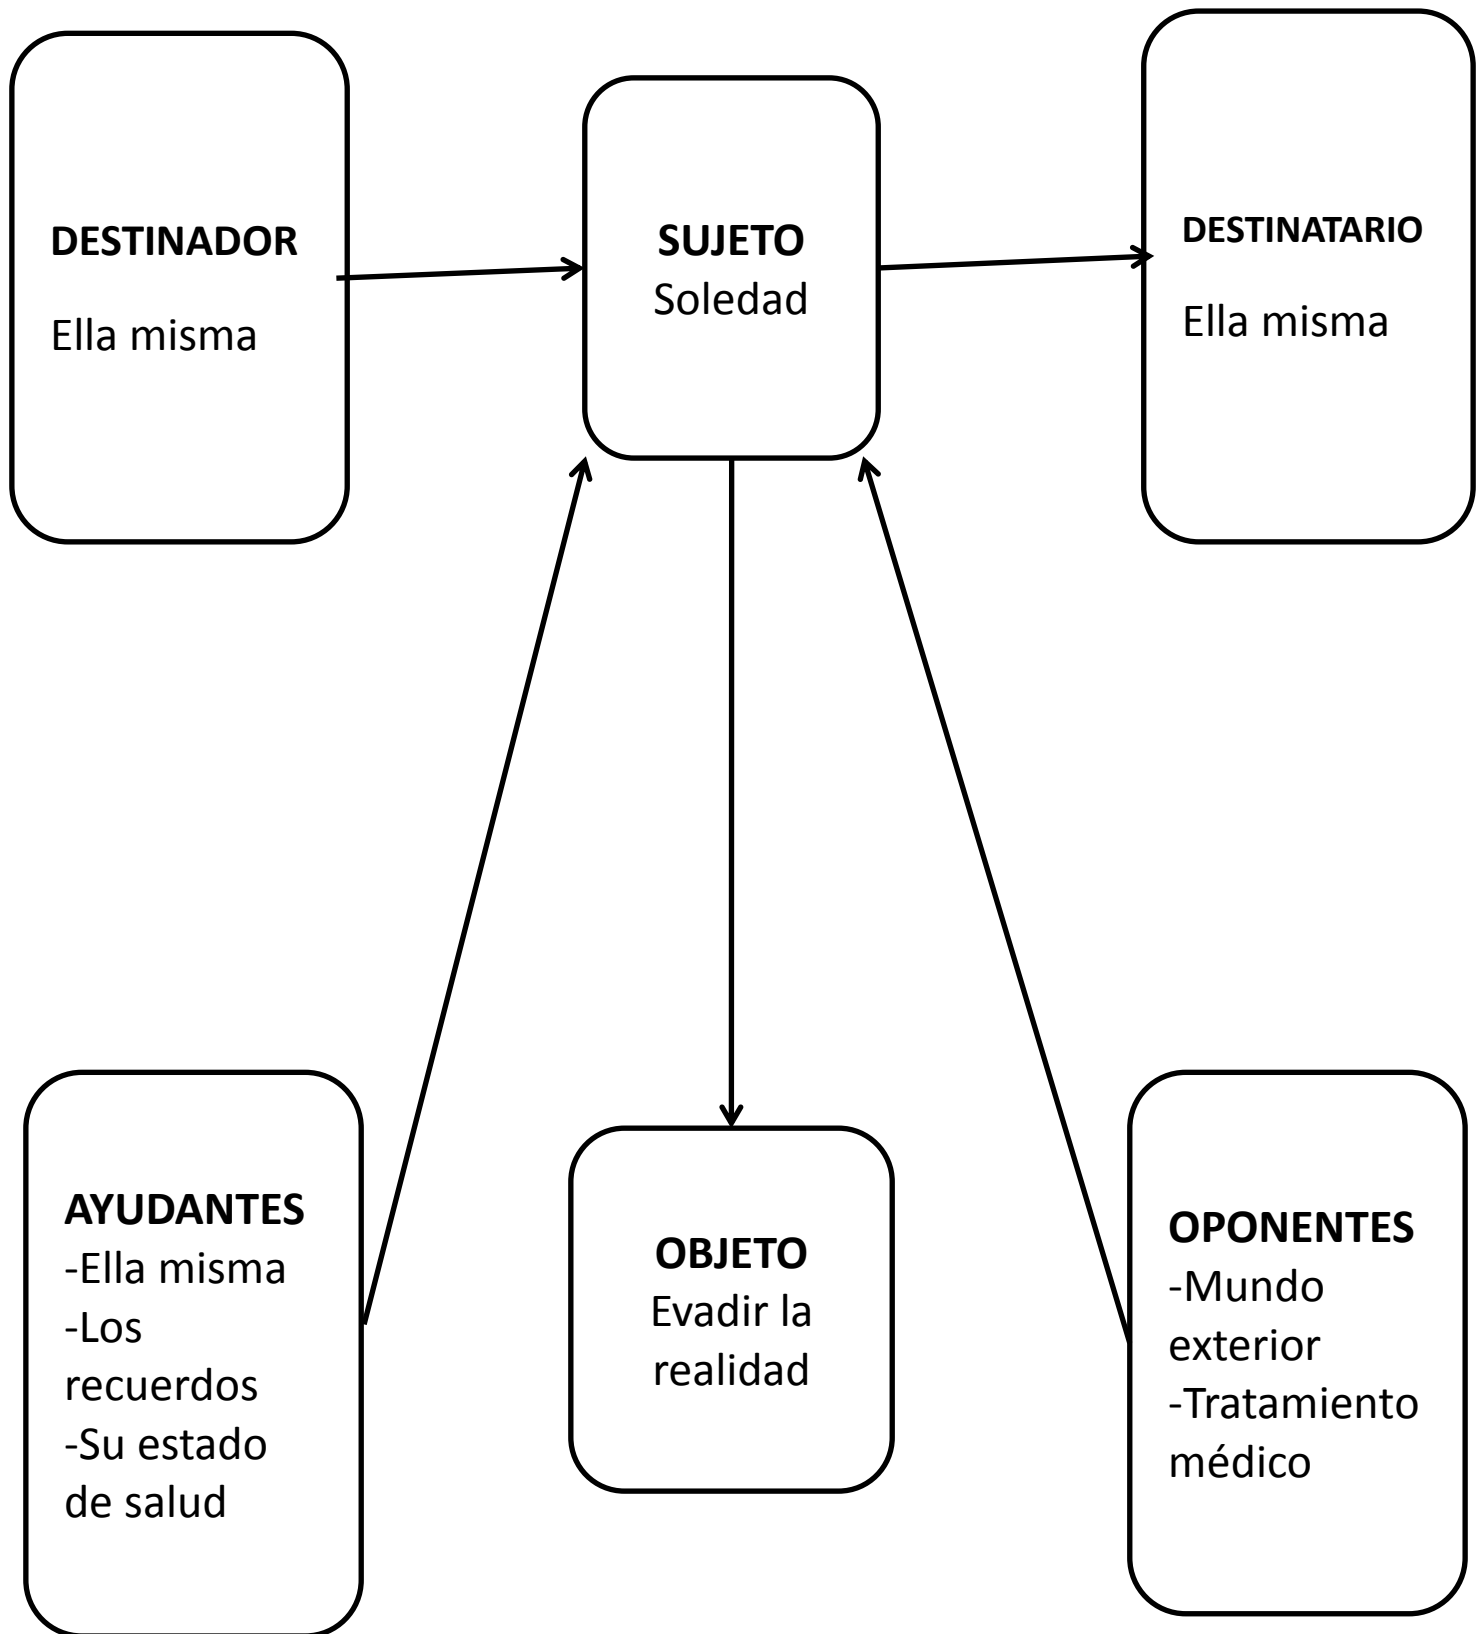 DESTINADOR
Ella misma
SUJETO
Soledad
DESTINATARIO
Ella misma
AYUDANTES
-Ella misma
-Los
recuerdos
-Su estado
de salud
OBJETO
Evadir la
realidad
OPONENTES
-Mundo
exterior
-Tratamiento
médico